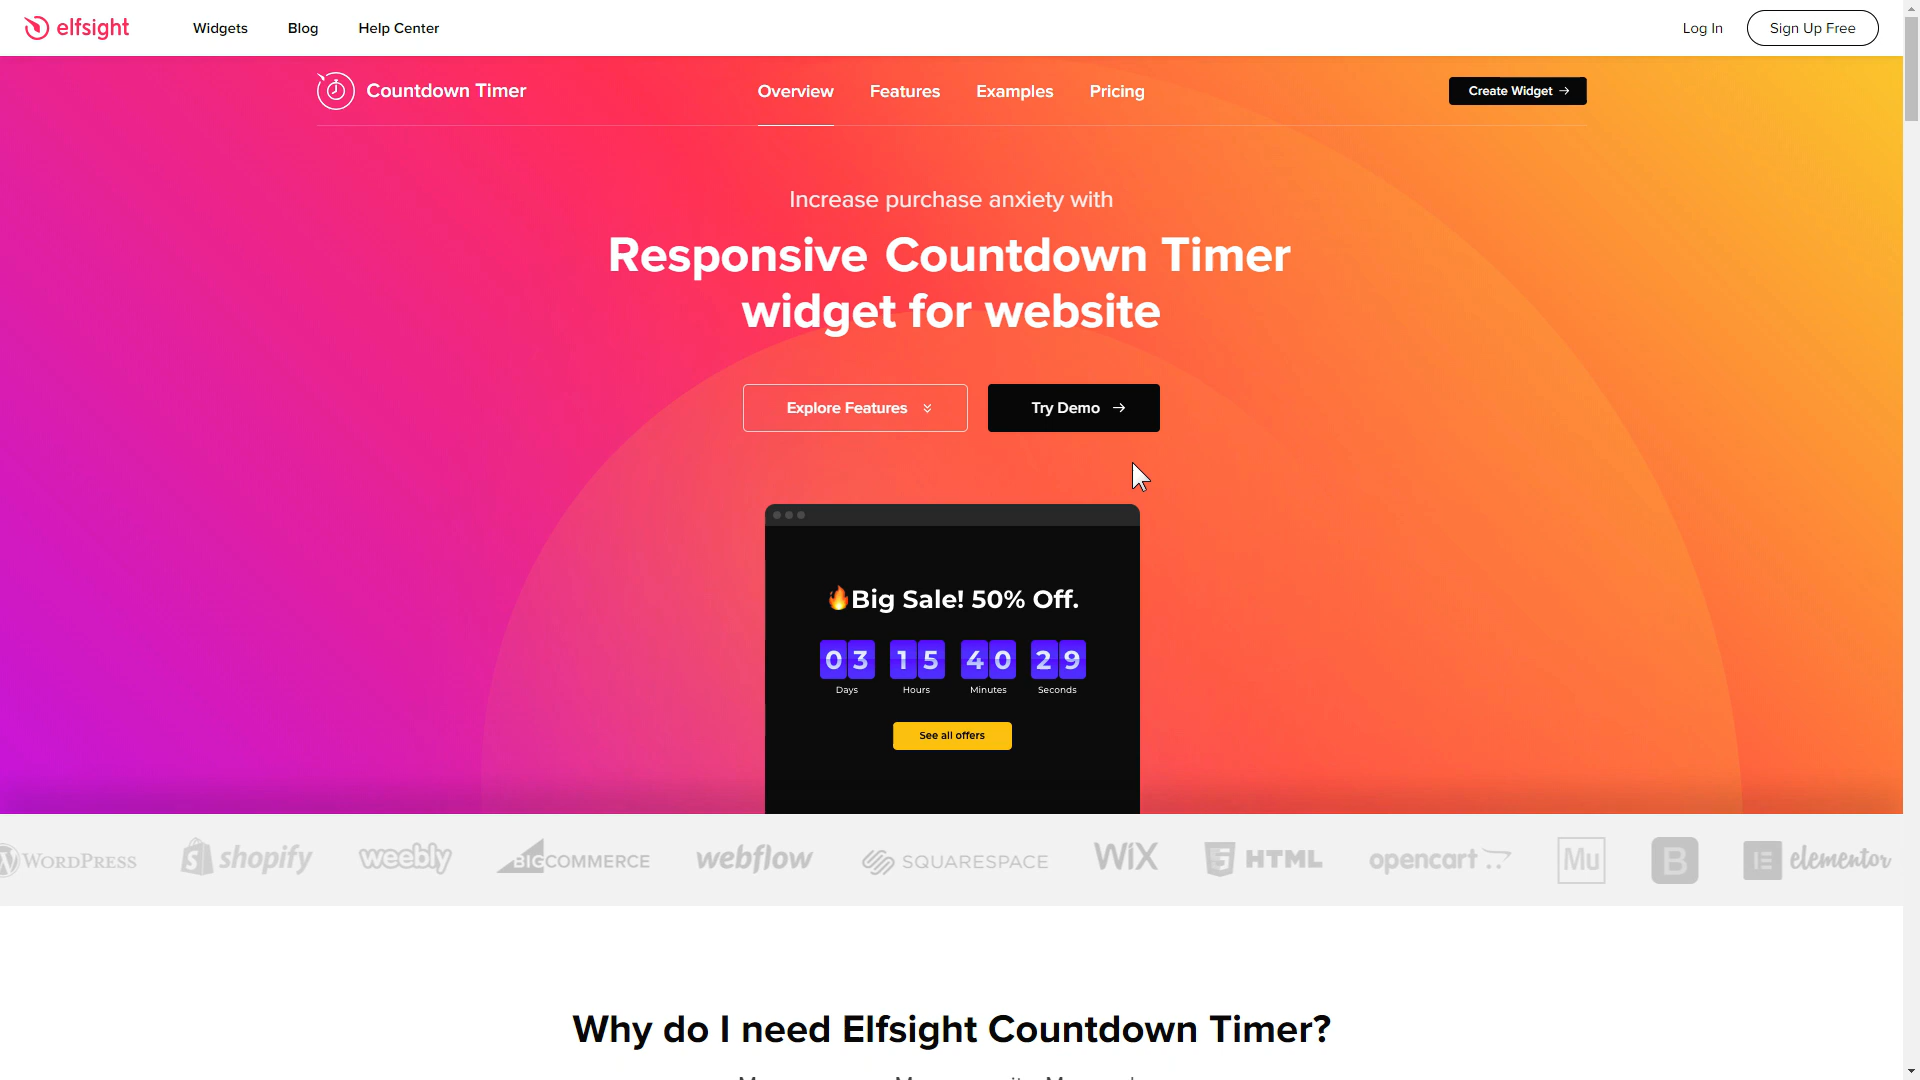 elfsight
Widgets
Blog
Help Center
Log In
Sign Up Free
Countdown Timer
Overview
Features
Examples
Pricing
Create Widget →
Increase purchase anxiety with
Responsive Countdown Timer
widget for website
Explore Features
Try Demo →
🔥Big Sale! 50% Off.
03 15 40 29
Days Hours Minutes Seconds
See all offers
WORDPRESS
shopify
weebly
BIGCOMMERCE
webflow
SQUARESPACE
WiX
HTML
opencart
Mu
B
elementor
Why do I need Elfsight Countdown Timer?